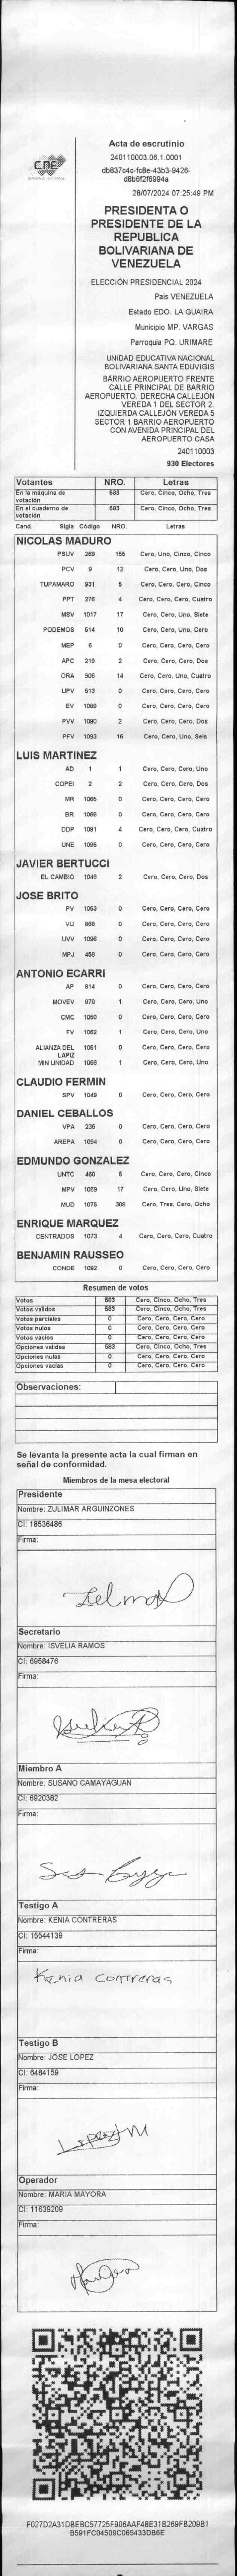 CNE
Acta de escrutinio
240110003.06.1.0001
db837c4c-fc8e-43b3-9426-
d8b6f2f6994a
28/07/2024 07:25:49 PM
PRESIDENTA O
PRESIDENTE DE LA
REPUBLICA
BOLIVARIANA DE
VENEZUELA
ELECCIÓN PRESIDENCIAL 2024
País VENEZUELA
Estado EDO. LA GUAIRA
Municipio MP. VARGAS
Parroquia PQ. URIMARE
UNIDAD EDUCATIVA NACIONAL
BOLIVARIANA SANTA EDUVIGIS
BARRIO AEROPUERTO FRENTE
CALLE PRINCIPAL DE BARRIO
AEROPUERTO. DERECHA CALLEJÓN
VEREDA 1 DEL SECTOR 2.
IZQUIERDA CALLEJÓN VEREDA 5
SECTOR 1 BARRIO AEROPUERTO
CON AVENIDA PRINCIPAL DEL
AEROPUERTO CASA
240110003
930 Electores
Votantes NRO. Letras
En la máquina de votación 583 Cero, Cinco, Ocho, Tres
En el cuaderno de votación 583 Cero, Cinco, Ocho, Tres
Cand. Sigla Código NRO. Letras
NICOLAS MADURO
PSUV 269 155 Cero, Uno, Cinco, Cinco
PCV 9 12 Cero, Cero, Uno, Dos
TUPAMARO 931 5 Cero, Cero, Cero, Cinco
PPT 276 4 Cero, Cero, Cero, Cuatro
MSV 1017 17 Cero, Cero, Uno, Siete
PODEMOS 514 10 Cero, Cero, Uno, Cero
MEP 6 0 Cero, Cero, Cero, Cero
APC 219 2 Cero, Cero, Cero, Dos
ORA 906 14 Cero, Cero, Uno, Cuatro
UPV 513 0 Cero, Cero, Cero, Cero
EV 1089 0 Cero, Cero, Cero, Cero
PVV 1090 2 Cero, Cero, Cero, Dos
PFV 1093 16 Cero, Cero, Uno, Seis
LUIS MARTINEZ
AD 1 1 Cero, Cero, Cero, Uno
COPEI 2 2 Cero, Cero, Cero, Dos
MR 1065 0 Cero, Cero, Cero, Cero
BR 1066 0 Cero, Cero, Cero, Cero
DDP 1091 4 Cero, Cero, Cero, Cuatro
UNE 1095 0 Cero, Cero, Cero, Cero
JAVIER BERTUCCI
EL CAMBIO 1048 2 Cero, Cero, Cero, Dos
JOSE BRITO
PV 1053 0 Cero, Cero, Cero, Cero
VU 868 0 Cero, Cero, Cero, Cero
UVV 1096 0 Cero, Cero, Cero, Cero
MPJ 458 0 Cero, Cero, Cero, Cero
ANTONIO ECARRI
AP 814 0 Cero, Cero, Cero, Cero
MOVEV 978 1 Cero, Cero, Cero, Uno
CMC 1050 0 Cero, Cero, Cero, Cero
FV 1062 1 Cero, Cero, Cero, Uno
ALIANZA DEL LAPIZ 1051 0 Cero, Cero, Cero, Cero
MIN UNIDAD 1068 1 Cero, Cero, Cero, Uno
CLAUDIO FERMIN
SPV 1049 0 Cero, Cero, Cero, Cero
DANIEL CEBALLOS
VPA 236 0 Cero, Cero, Cero, Cero
AREPA 1094 0 Cero, Cero, Cero, Cero
EDMUNDO GONZALEZ
UNTC 460 5 Cero, Cero, Cero, Cinco
MPV 1069 17 Cero, Cero, Uno, Siete
MUD 1075 308 Cero, Tres, Cero, Ocho
ENRIQUE MARQUEZ
CENTRADOS 1073 4 Cero, Cero, Cero, Cuatro
BENJAMIN RAUSSEO
CONDE 1092 0 Cero, Cero, Cero, Cero
Resumen de votos
Votos 583 Cero, Cinco, Ocho, Tres
Votos validos 583 Cero, Cinco, Ocho, Tres
Votos parciales 0 Cero, Cero, Cero, Cero
Votos nulos 0 Cero, Cero, Cero, Cero
Votos vacios 0 Cero, Cero, Cero, Cero
Opciones validas 583 Cero, Cinco, Ocho, Tres
Opciones nulas 0 Cero, Cero, Cero, Cero
Opciones vacias 0 Cero, Cero, Cero, Cero
Observaciones:
Se levanta la presente acta la cual firman en
señal de conformidad.
Miembros de la mesa electoral
Presidente
Nombre: ZULIMAR ARGUINZONES
CI: 18536486
Firma:
Secretario
Nombre: ISVELIA RAMOS
CI: 6958476
Firma:
Miembro A
Nombre: SUSANO CAMAYAGUAN
CI: 6920382
Firma:
Testigo A
Nombre: KENIA CONTRERAS
CI: 15544139
Firma:
Kenia Contreras
Testigo B
Nombre: JOSE LOPEZ
CI: 6484159
Firma:
Operador
Nombre: MARIA MAYORA
CI: 11639209
Firma:
F027D2A31DBEBC57725F906AAF48E31B269FB209B1
B591FC04509C065433DB6E